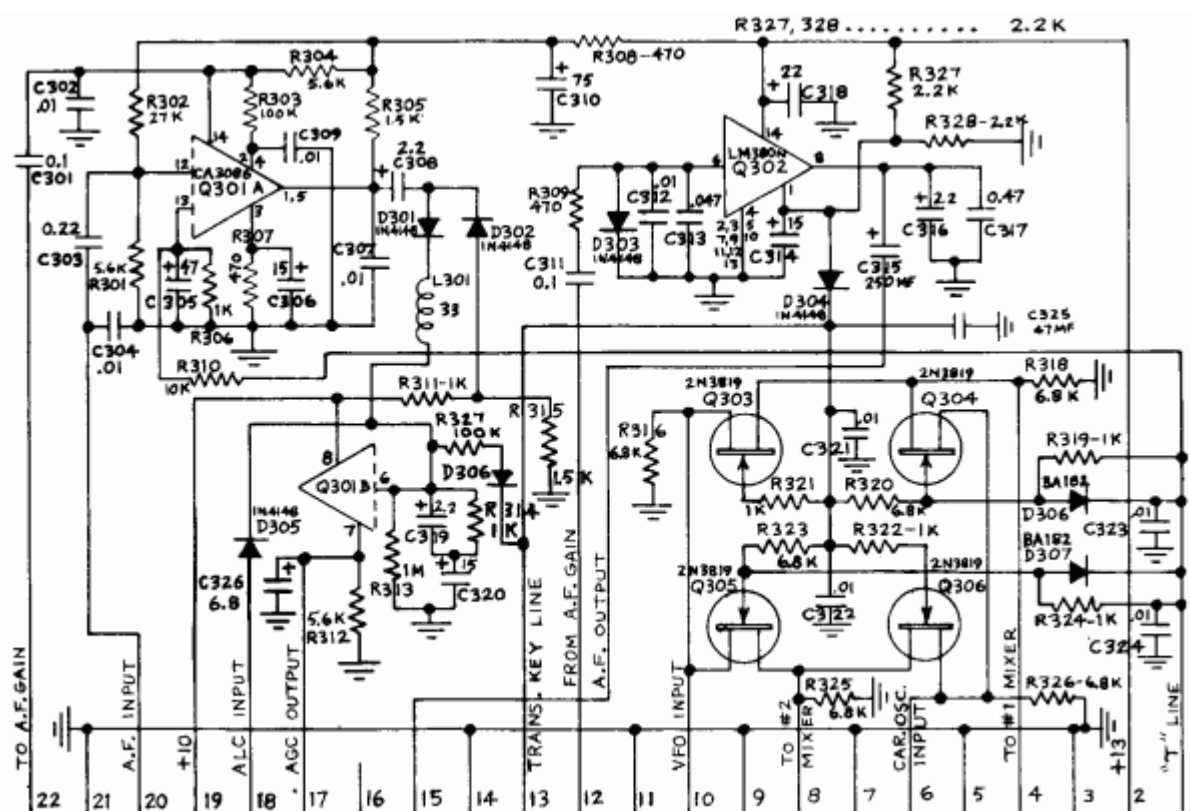 R327, 328 .......... 2.2K
R304
5.6K
R308-470
C302
.01
R302
27K
R303
100K
R305
1.5K
+
75
C310
22
+
C318
R327
2.2K
R328-2.2K
14
2
4
C309
.01
2.2
+
C308
0.1
C301
12
CA3086
Q301A
1,5
13
3
6
LM380N
Q302
14
8
1
R309
470
.01
C312
.047
C313
2,3
7,9
11,12
13
4
5
10
+
15
C314
+ 22
C316
0.47
C317
0.22
C303
D301
1N4148
D302
1N4148
D303
1N4148
R307
470
C307
.01
5.6K
R301
+
47
C305
1K
R306
15
+
C306
L301
33
C311
0.1
+
C315
250MF
D304
1N4148
C304
.01
C325
47MF
R310
10K
R311-1K
R315
1.5K
R327
100K
D306
8
Q301B
6
7
1N4148
D305
+
2.2
C319
R314
1K
+
15
C320
1M
R313
C326
6.8
+
5.6K
R312
2N3819
Q303
2N3819
Q304
R318
6.8K
R316
6.8K
.01
C321
R319-1K
R321
1K
R320
6.8K
BA182
D306
.01
C323
R323
6.8K
R322-1K
BA182
D307
2N3819
Q305
2N3819
Q306
.01
C322
R324-1K
.01
C324
R325
6.8K
R326-6.8K
TO A.F. GAIN
A.F. INPUT
+10
ALC INPUT
AGC OUTPUT
TRANS. KEY LINE
FROM A.F. GAIN
A.F. OUTPUT
VFO INPUT
TO #2
MIXER
CAR.OSC.
INPUT
TO #1 MIXER
+13
"T" LINE
22 21 20 19 18 17 16 15 14 13 12 11 10 9 8 7 6 5 4 3 2 1